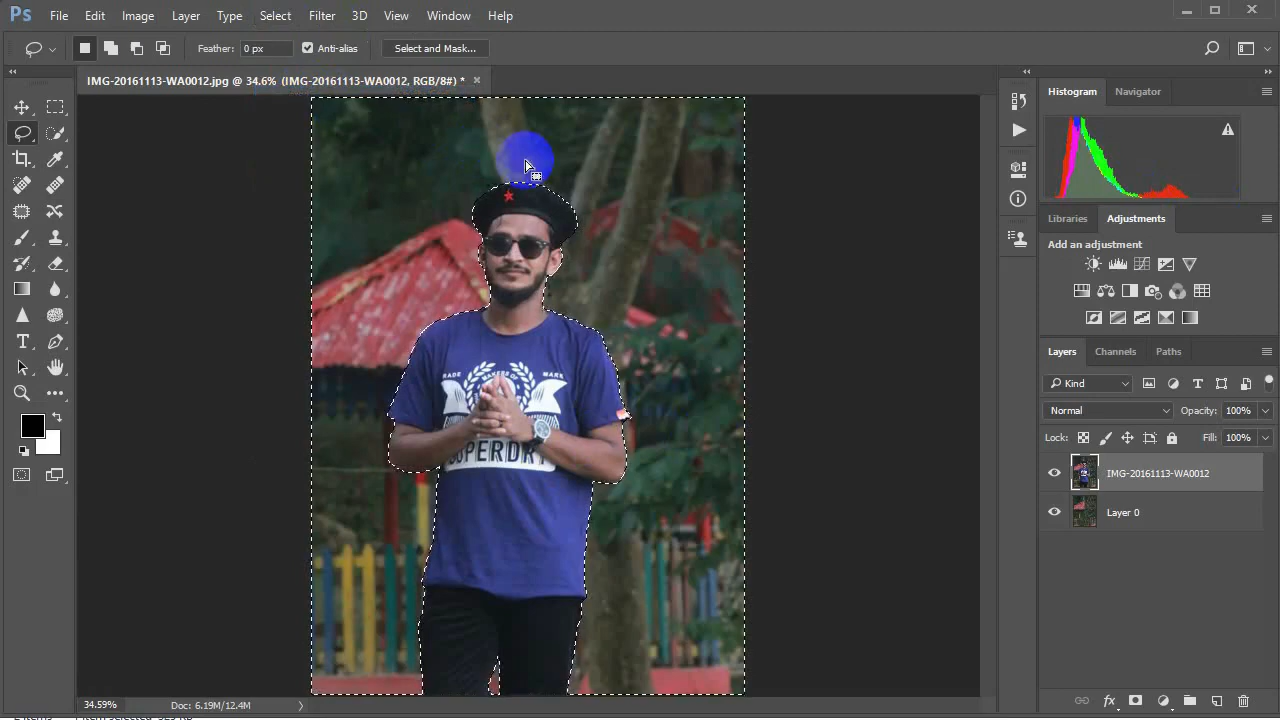 Ps File Edit Image Layer Type Select Filter 3D View Window Help
Feather: 0 px Anti-alias Select and Mask...
IMG-20161113-WA0012.jpg @ 34.6% (IMG-20161113-WA0012, RGB/8#) *
Histogram Navigator
Libraries Adjustments
Add an adjustment
Layers Channels Paths
Kind
Normal Opacity: 100%
Lock: Fill: 100%
IMG-20161113-WA0012
Layer 0
MAKERS OF
MARK
SUPERDRY
34.59% Doc: 6.19M/12.4M